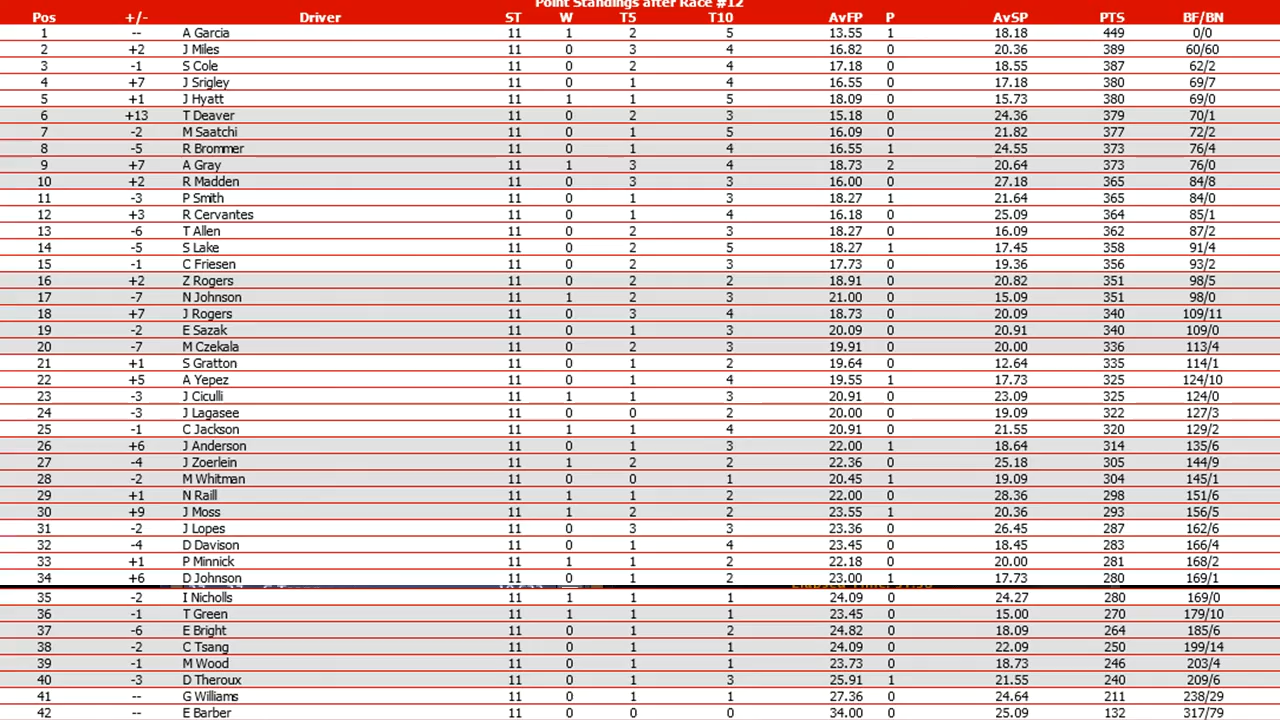 Point Standings after Race #12
Pos +/- Driver ST W T5 T10 AvFP P AvSP PTS BF/BN
1 -- A Garcia 11 1 2 5 13.55 1 18.18 449 0/0
2 +2 J Miles 11 0 3 4 16.82 0 20.36 389 60/60
3 -1 S Cole 11 0 2 4 17.18 0 18.55 387 62/2
4 +7 J Srigley 11 0 1 4 16.55 0 17.18 380 69/7
5 +1 J Hyatt 11 1 1 5 18.09 0 15.73 380 69/0
6 +13 T Deaver 11 0 2 3 15.18 0 24.36 379 70/1
7 -2 M Saatchi 11 0 1 5 16.09 0 21.82 377 72/2
8 -5 R Brommer 11 0 1 4 16.55 1 24.55 373 76/4
9 +7 A Gray 11 1 3 4 18.73 2 20.64 373 76/0
10 +2 R Madden 11 0 3 3 16.00 0 27.18 365 84/8
11 -3 P Smith 11 0 1 3 18.27 1 21.64 365 84/0
12 +3 R Cervantes 11 0 1 4 16.18 0 25.09 364 85/1
13 -6 T Allen 11 0 2 3 18.27 0 16.09 362 87/2
14 -5 S Lake 11 0 2 5 18.27 1 17.45 358 91/4
15 -1 C Friesen 11 0 2 3 17.73 0 19.36 356 93/2
16 +2 Z Rogers 11 0 2 2 18.91 0 20.82 351 98/5
17 -7 N Johnson 11 1 2 3 21.00 0 15.09 351 98/0
18 +7 J Rogers 11 0 3 4 18.73 0 20.09 340 109/11
19 -2 E Sazak 11 0 1 3 20.09 0 20.91 340 109/0
20 -7 M Czekala 11 0 2 3 19.91 0 20.00 336 113/4
21 +1 S Gratton 11 0 1 2 19.64 0 12.64 335 114/1
22 +5 A Yepez 11 0 1 4 19.55 1 17.73 325 124/10
23 -3 J Ciculli 11 1 1 3 20.91 0 23.09 325 124/0
24 -3 J Lagasee 11 0 0 2 20.00 0 19.09 322 127/3
25 -1 C Jackson 11 1 1 4 20.91 0 21.55 320 129/2
26 +6 J Anderson 11 0 1 3 22.00 1 18.64 314 135/6
27 -4 J Zoerlein 11 1 2 2 22.36 0 25.18 305 144/9
28 -2 M Whitman 11 0 0 1 20.45 1 19.09 304 145/1
29 +1 N Raill 11 1 1 2 22.00 0 28.36 298 151/6
30 +9 J Moss 11 1 2 2 23.55 1 20.36 293 156/5
31 -2 J Lopes 11 0 3 3 23.36 0 26.45 287 162/6
32 -4 D Davison 11 0 1 4 23.45 0 18.45 283 166/4
33 +1 P Minnick 11 1 1 2 22.18 0 20.00 281 168/2
34 +6 D Johnson 11 0 1 2 23.00 1 17.73 280 169/1
35 -2 I Nicholls 11 1 1 1 24.09 0 24.27 280 169/0
36 -1 T Green 11 1 1 1 23.45 0 15.00 270 179/10
37 -6 E Bright 11 0 1 2 24.82 0 18.09 264 185/6
38 -2 C Tsang 11 0 1 1 24.09 0 22.09 250 199/14
39 -1 M Wood 11 0 1 1 23.73 0 18.73 246 203/4
40 -3 D Theroux 11 0 1 3 25.91 1 21.55 240 209/6
41 -- G Williams 11 0 1 1 27.36 0 24.64 211 238/29
42 -- E Barber 11 0 0 0 34.00 0 25.09 132 317/79